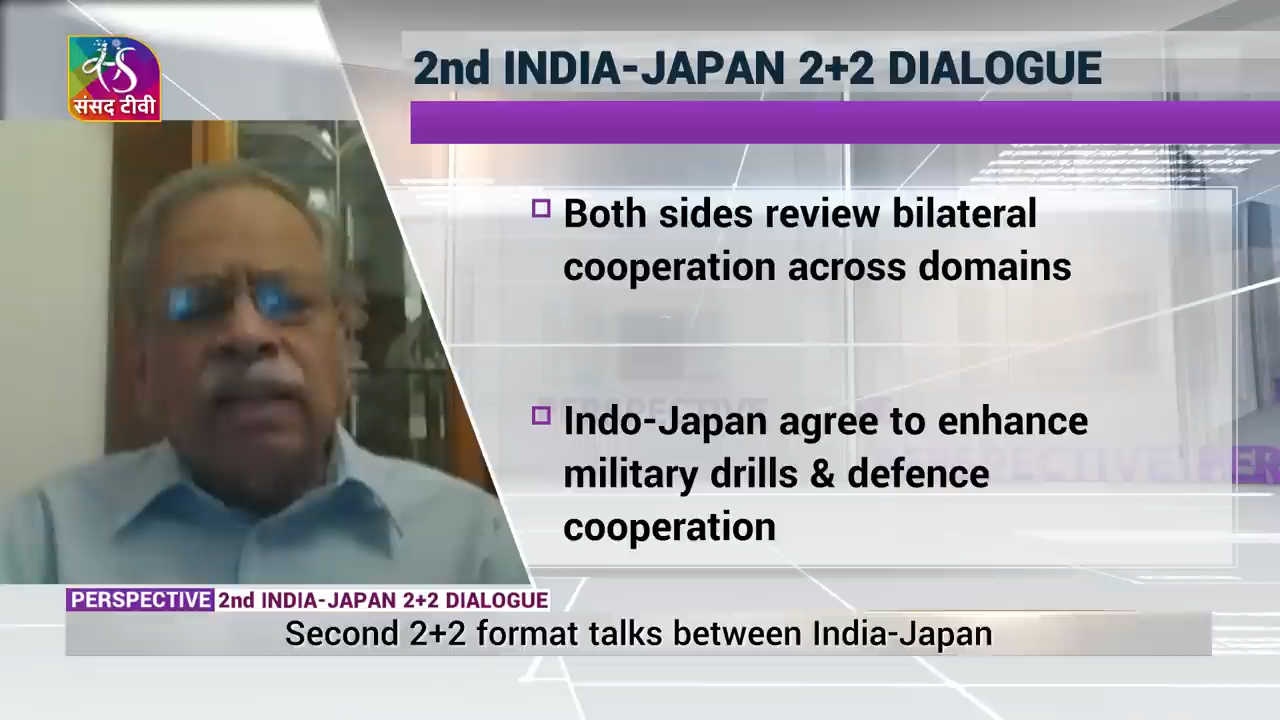 संसद टीवी
2nd INDIA-JAPAN 2+2 DIALOGUE
Both sides review bilateral
cooperation across domains
Indo-Japan agree to enhance
military drills & defence
cooperation
PERSPECTIVE 2nd INDIA-JAPAN 2+2 DIALOGUE
Second 2+2 format talks between India-Japan